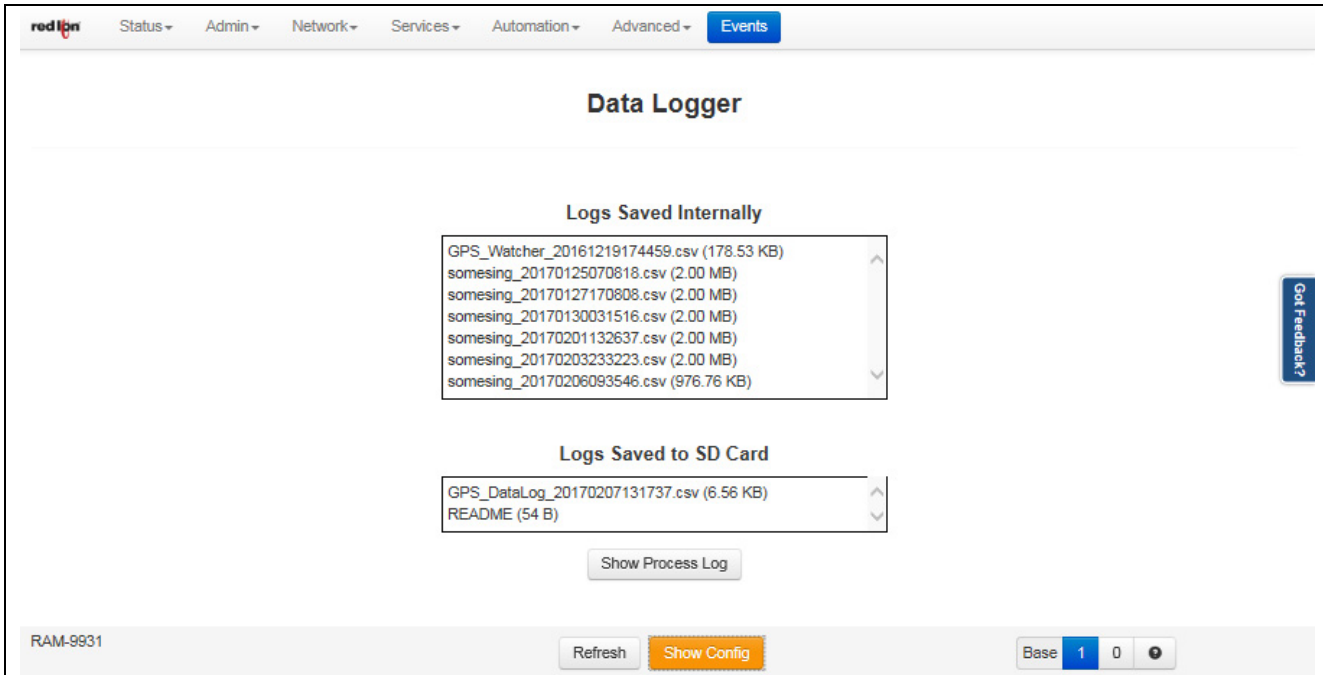 red lion Status Admin Network Services Automation Advanced Events
Data Logger
Logs Saved Internally
GPS_Watcher_20161219174459.csv (178.53 KB)
somesing_20170125070818.csv (2.00 MB)
somesing_20170127170808.csv (2.00 MB)
somesing_20170130031516.csv (2.00 MB)
somesing_20170201132637.csv (2.00 MB)
somesing_20170203233223.csv (2.00 MB)
somesing_20170206093546.csv (976.76 KB)
Got Feedback?
Logs Saved to SD Card
GPS_DataLog_20170207131737.csv (6.56 KB)
README (54 B)
Show Process Log
RAM-9931 Refresh Show Config Base 1 0 ?